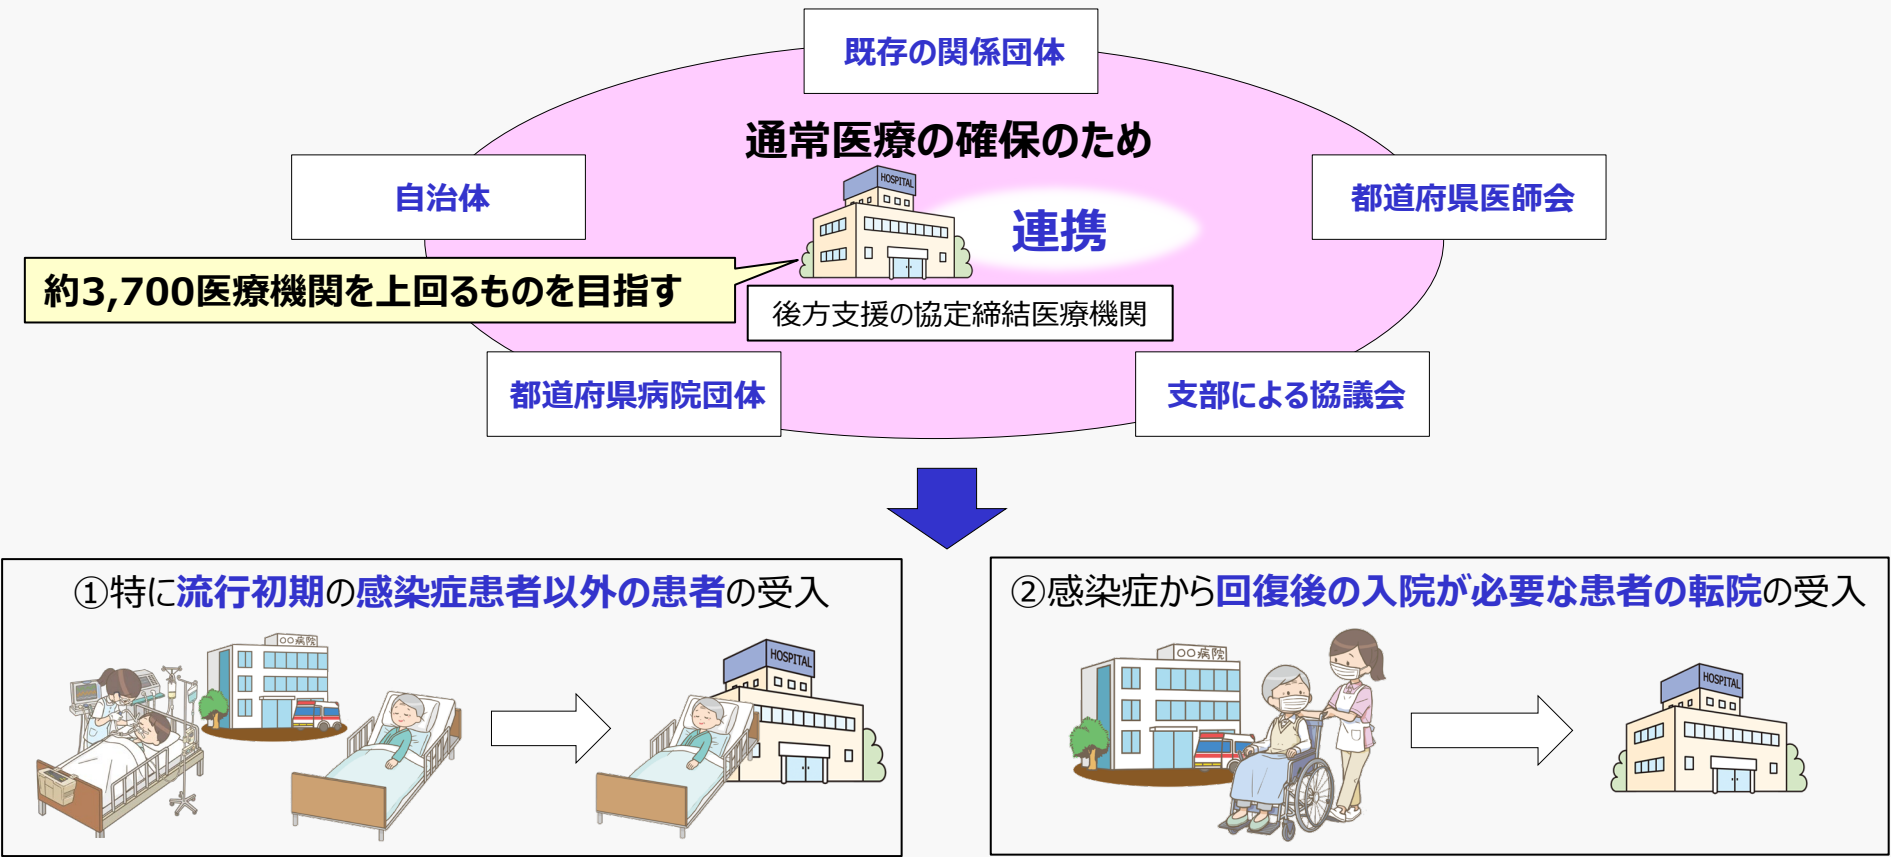 既存の関係団体
通常医療の確保のため
自治体
HOSPITAL
連携
都道府県医師会
約3,700医療機関を上回るものを目指す
後方支援の協定締結医療機関
都道府県病院団体
支部による協議会
①特に流行初期の感染症患者以外の患者の受入
〇〇病院
HOSPITAL
②感染症から回復後の入院が必要な患者の転院の受入
〇〇病院
HOSPITAL